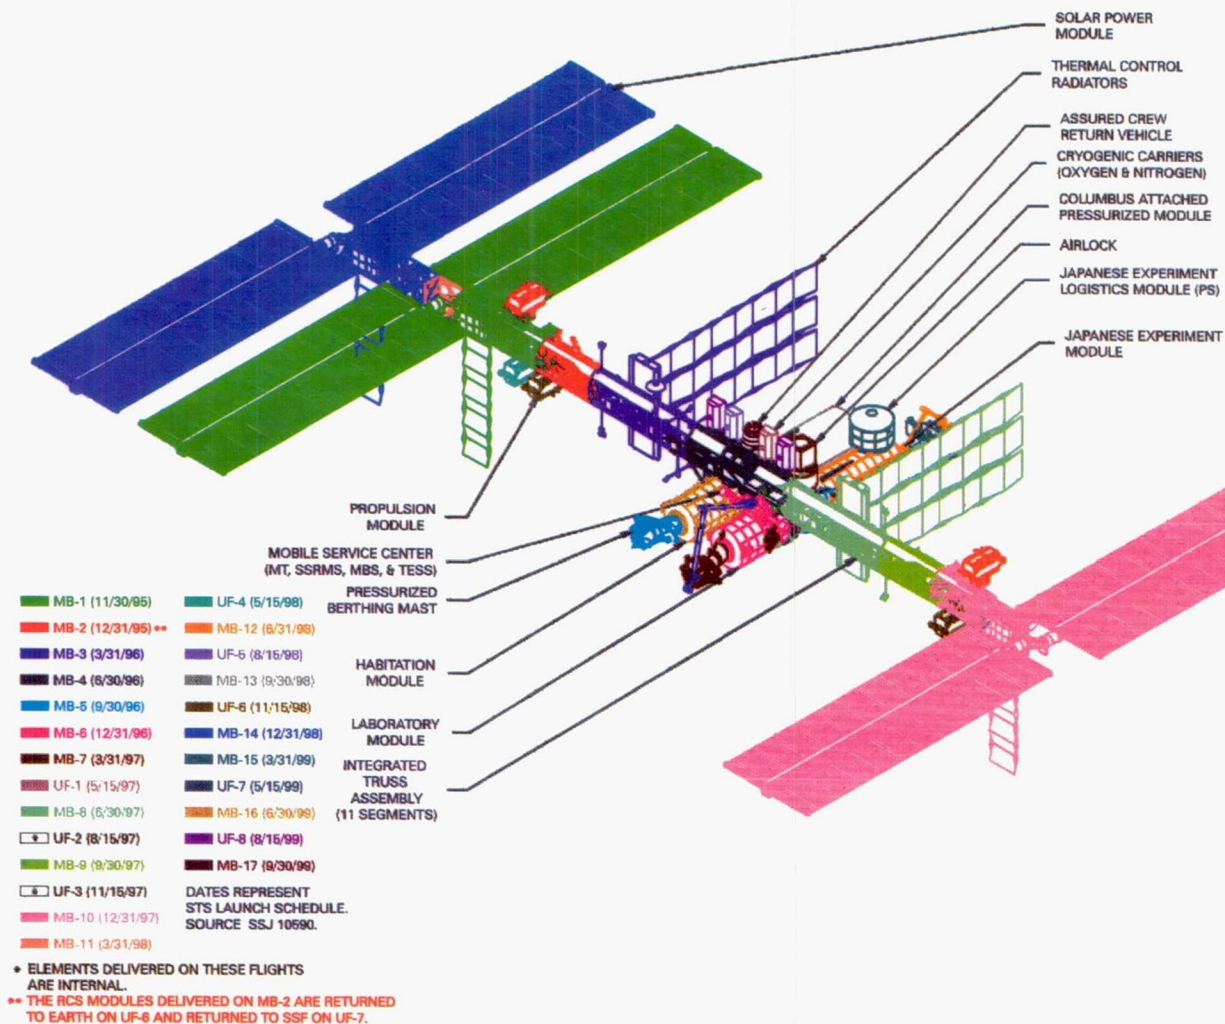 SOLAR POWER
MODULE
THERMAL CONTROL
RADIATORS
ASSURED CREW
RETURN VEHICLE
CRYOGENIC CARRIERS
(OXYGEN & NITROGEN)
COLUMBUS ATTACHED
PRESSURIZED MODULE
AIRLOCK
JAPANESE EXPERIMENT
LOGISTICS MODULE (PS)
JAPANESE EXPERIMENT
MODULE
PROPULSION
MODULE
MOBILE SERVICE CENTER
(MT, SSRMS, MBS, & TESS)
PRESSURIZED
BERTHING MAST
HABITATION
MODULE
LABORATORY
MODULE
INTEGRATED
TRUSS
ASSEMBLY
(11 SEGMENTS)
MB-1 (11/30/95)
MB-2 (12/31/95) **
MB-3 (3/31/96)
MB-4 (6/30/96)
MB-5 (9/30/96)
MB-6 (12/31/96)
MB-7 (3/31/97)
UF-1 (5/15/97)
MB-8 (6/30/97)
* UF-2 (8/15/97)
MB-9 (9/30/97)
* UF-3 (11/15/97)
MB-10 (12/31/97)
MB-11 (3/31/98)
UF-4 (5/15/98)
MB-12 (6/31/98)
UF-5 (8/15/98)
MB-13 (9/30/98)
UF-6 (11/15/98)
MB-14 (12/31/98)
MB-15 (3/31/99)
UF-7 (5/15/99)
MB-16 (6/30/99)
UF-8 (8/15/99)
MB-17 (9/30/99)
DATES REPRESENT
STS LAUNCH SCHEDULE.
SOURCE SSJ 10590.
* ELEMENTS DELIVERED ON THESE FLIGHTS
ARE INTERNAL.
** THE RCS MODULES DELIVERED ON MB-2 ARE RETURNED
TO EARTH ON UF-6 AND RETURNED TO SSF ON UF-7.